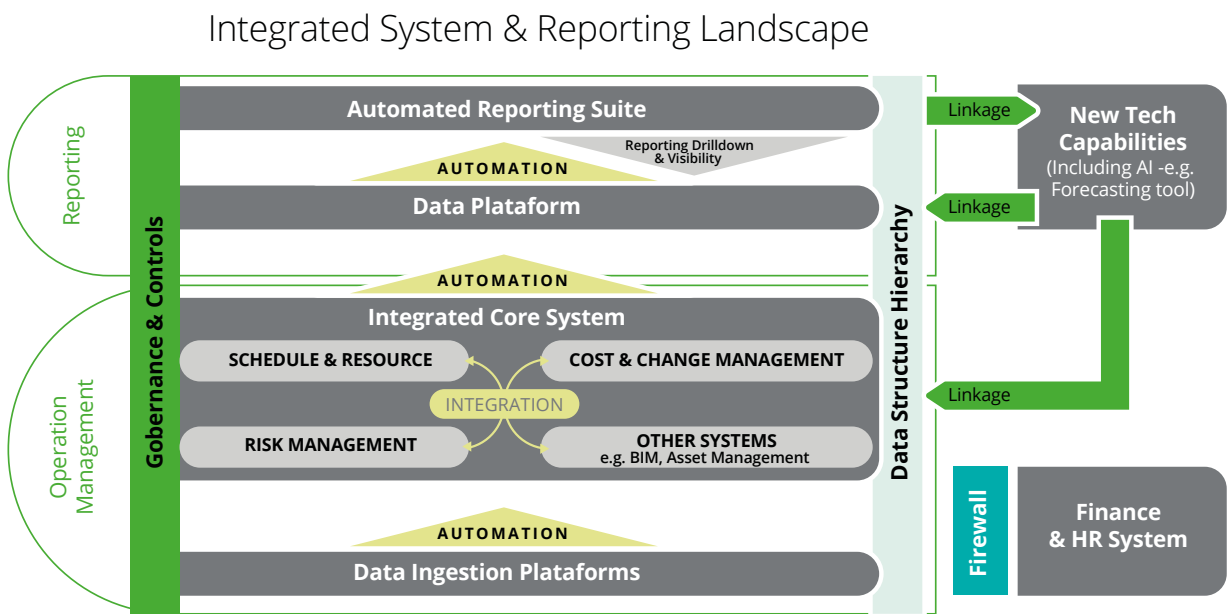 Integrated System & Reporting Landscape
Reporting
Operation
Management
Gobernance & Controls
Automated Reporting Suite
Reporting Drilldown
& Visibility
AUTOMATION
Data Plataform
AUTOMATION
Integrated Core System
SCHEDULE & RESOURCE
COST & CHANGE MANAGEMENT
INTEGRATION
RISK MANAGEMENT
OTHER SYSTEMS
e.g. BIM, Asset Management
AUTOMATION
Data Ingestion Plataforms
Data Structure Hierarchy
Linkage
New Tech
Capabilities
(Including AI -e.g.
Forecasting tool)
Linkage
Linkage
Firewall
Finance
& HR System